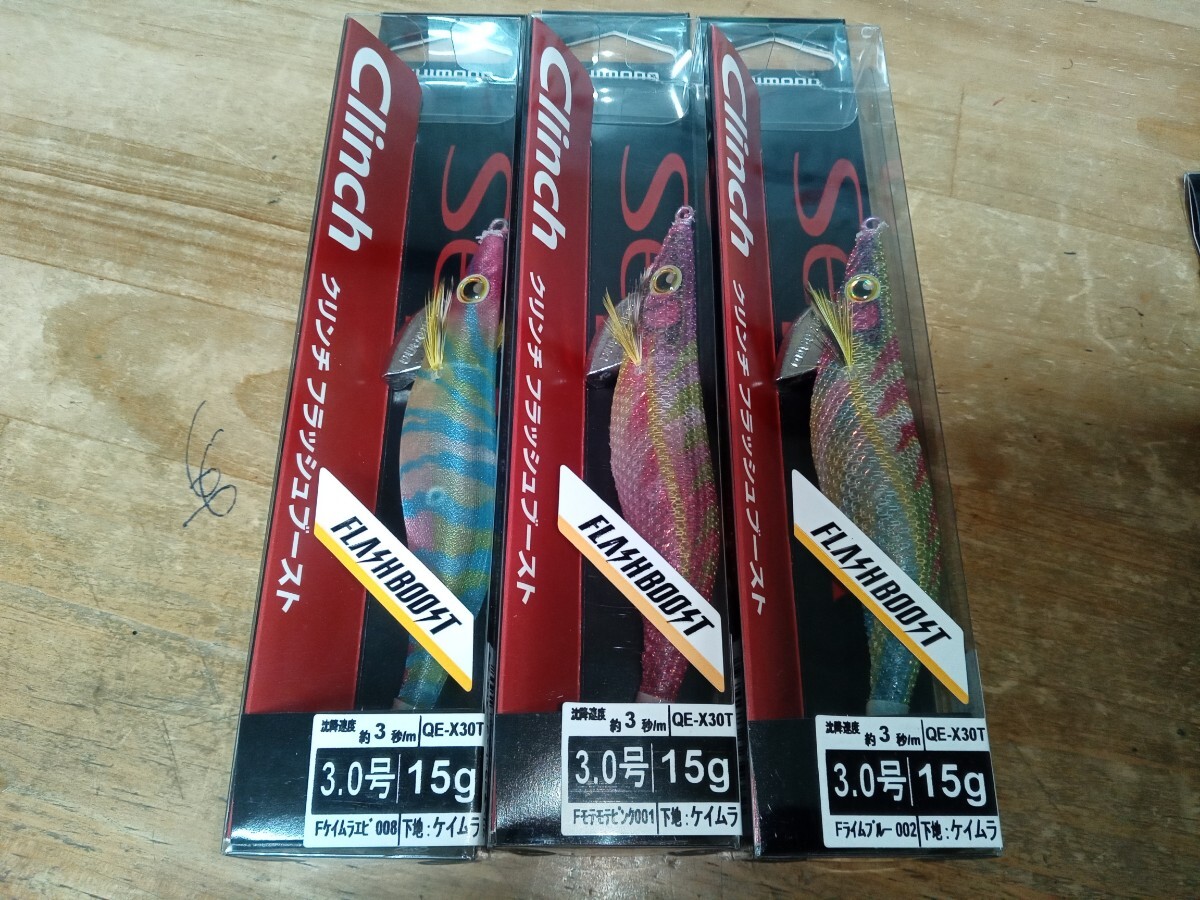 Clinch
クリンチ フラッシュブースト
Se
FLASHBOOST
沈降速度
約3秒/m
QE-X30T
3.0号
15g
Fケイムラエビ 008
下地:ケイムラ
Clinch
クリンチ フラッシュブースト
Se
FLASHBOOST
沈降速度
約3秒/m
QE-X30T
3.0号
15g
Fモテモテピンク001
下地:ケイムラ
Clinch
クリンチ フラッシュブースト
Se
FLASHBOOST
沈降速度
約3秒/m
QE-X30T
3.0号
15g
Fライムブルー 002
下地:ケイムラ